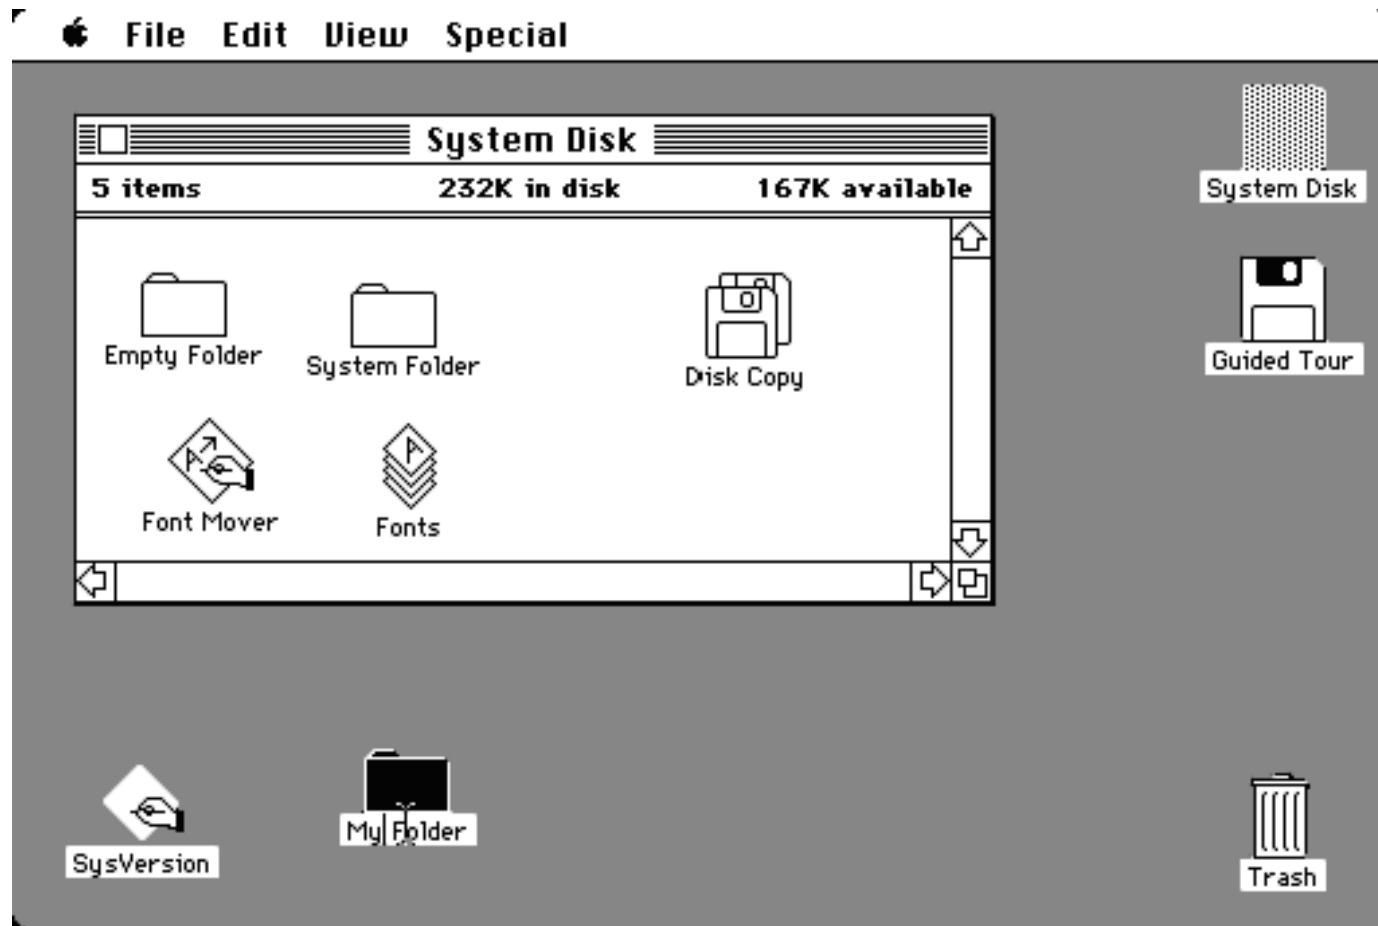 File Edit View Special
System Disk
5 items 232K in disk 167K available
Empty Folder
System Folder
Disk Copy
Font Mover
Fonts
System Disk
Guided Tour
SysVersion
My Folder
Trash